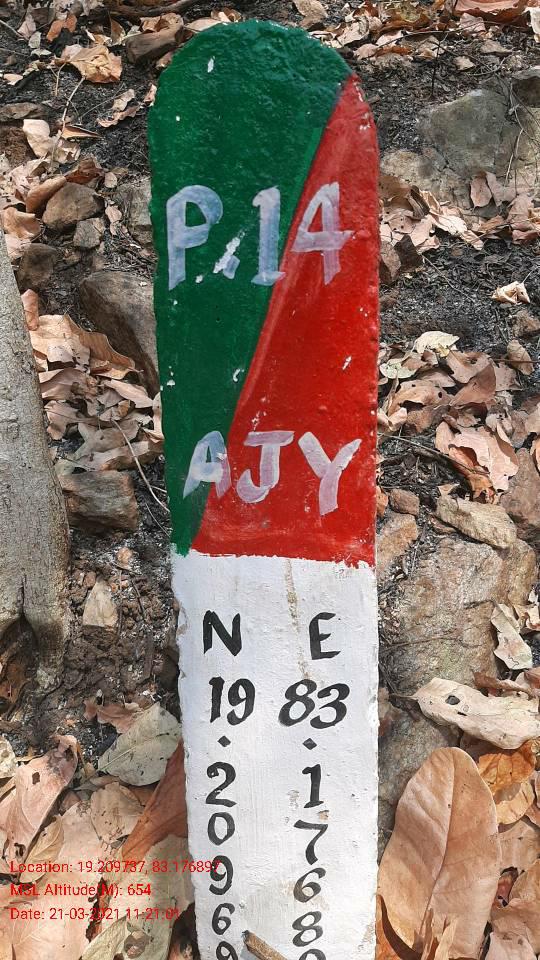 P.14
AJY
N E
19 83
. .
2 1
0 7
9 6
6 8
Location: 19.209737, 83.176897
MSL Altitude(M): 654
Date: 21-03-2021 11:21:01